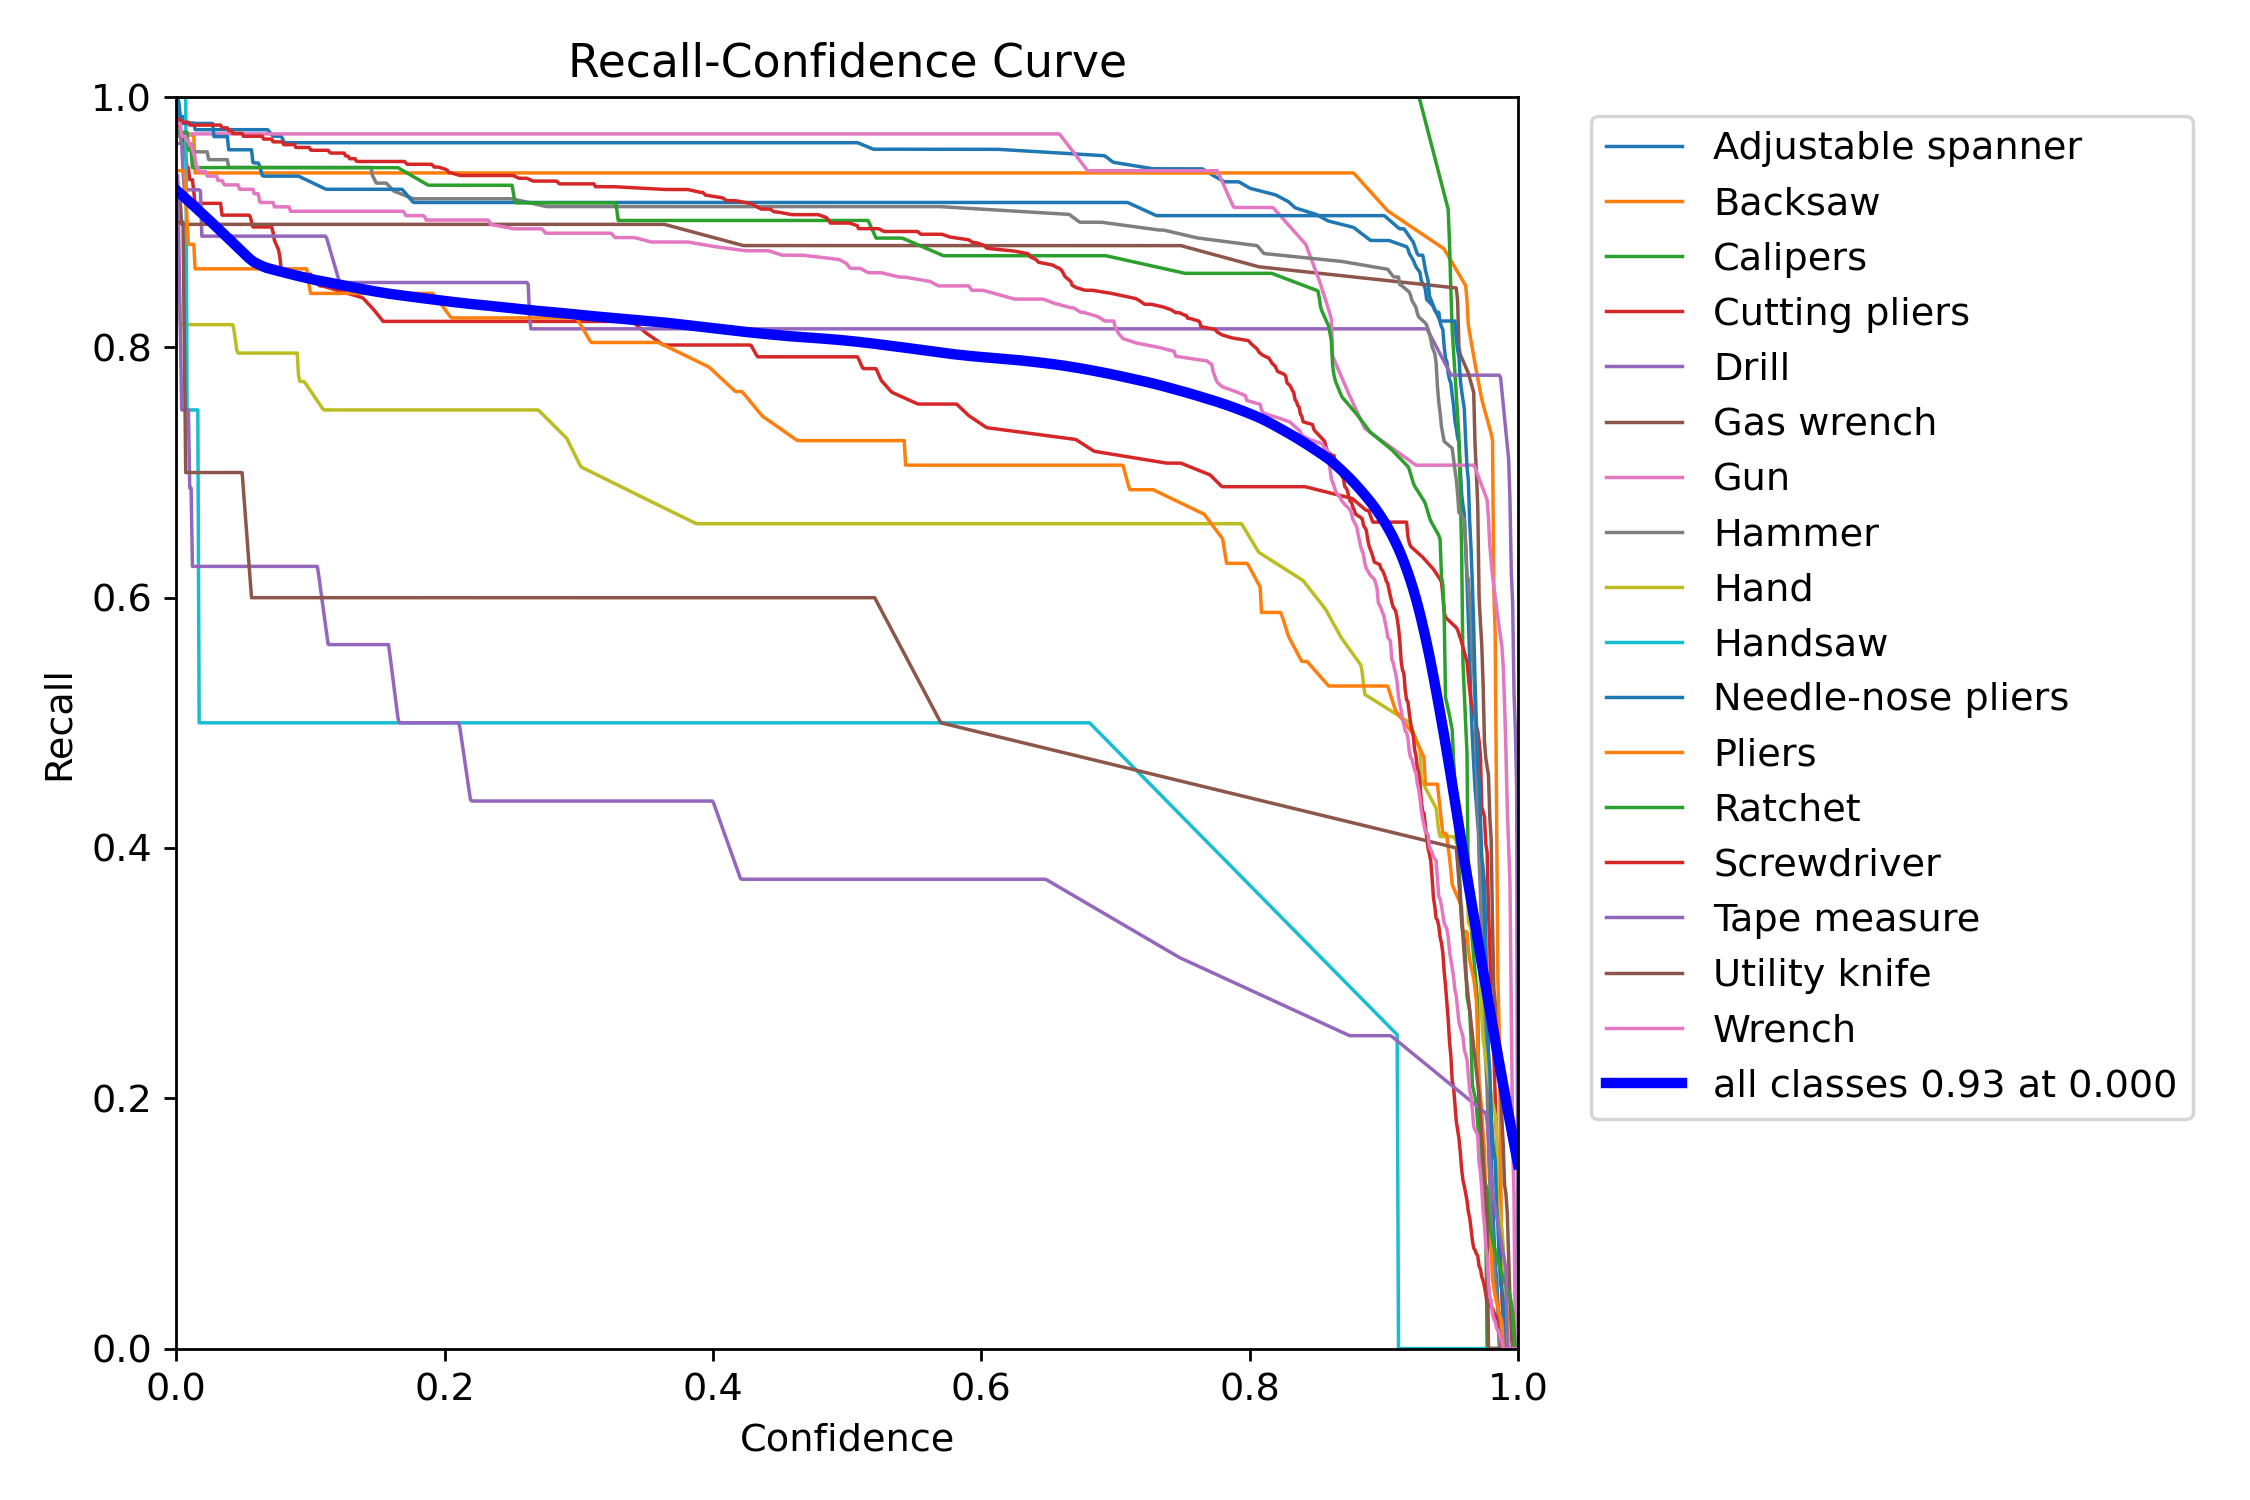 Recall-Confidence Curve
1.0
0.8
0.6
0.4
0.2
0.0
Recall
0.0 0.2 0.4 0.6 0.8 1.0
Confidence
Adjustable spanner
Backsaw
Calipers
Cutting pliers
Drill
Gas wrench
Gun
Hammer
Hand
Handsaw
Needle-nose pliers
Pliers
Ratchet
Screwdriver
Tape measure
Utility knife
Wrench
all classes 0.93 at 0.000